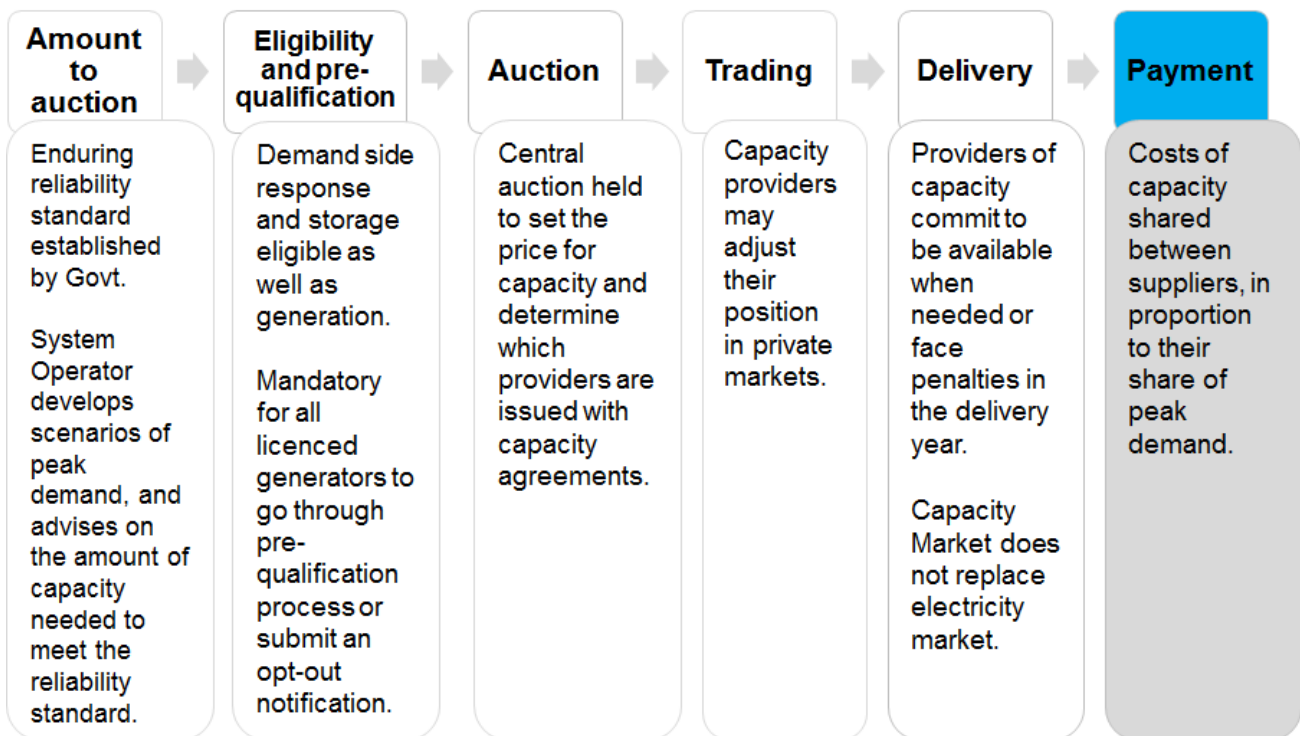 Amount
to
auction
Enduring
reliability
standard
established
by Govt.
System
Operator
develops
scenarios of
peak
demand, and
advises on
the amount of
capacity
needed to
meet the
reliability
standard.
Eligibility
and pre-
qualification
Demand side
response
and storage
eligible as
well as
generation.
Mandatory
for all
licenced
generators to
go through
pre-
qualification
process or
submit an
opt-out
notification.
Auction
Central
auction held
to set the
price for
capacity and
determine
which
providers are
issued with
capacity
agreements.
Trading
Capacity
providers
may
adjust
their
position
in private
markets.
Delivery
Providers of
capacity
commit to
be available
when
needed or
face
penalties in
the delivery
year.
Capacity
Market does
not replace
electricity
market.
Payment
Costs of
capacity
shared
between
suppliers, in
proportion
to their
share of
peak
demand.